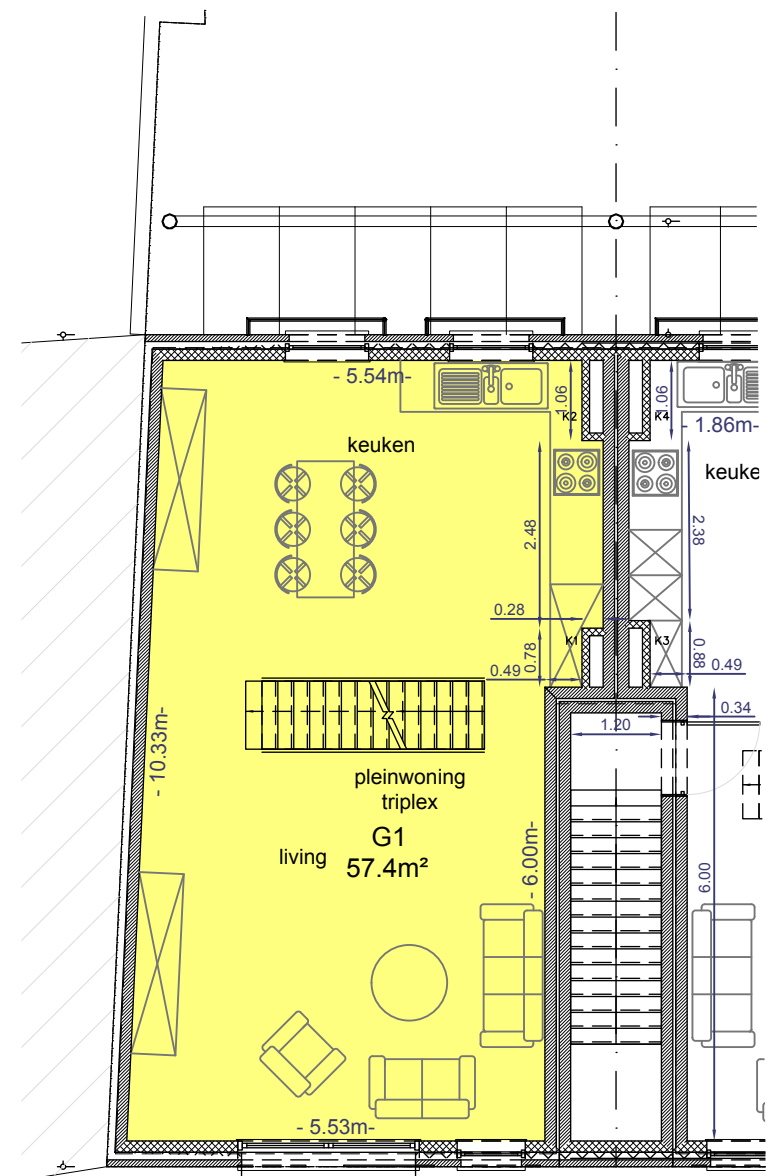 - 5.54m-
1.06
K2
1.06
K4
- 1.86m-
keuken
keuke
2.48
2.38
0.28
K1
K3
0.78
0.88
0.49
0.49
0.34
1.20
- 10.33m-
pleinwoning
triplex
G1
living
57.4m²
- 6.00m-
6.00
- 5.53m-